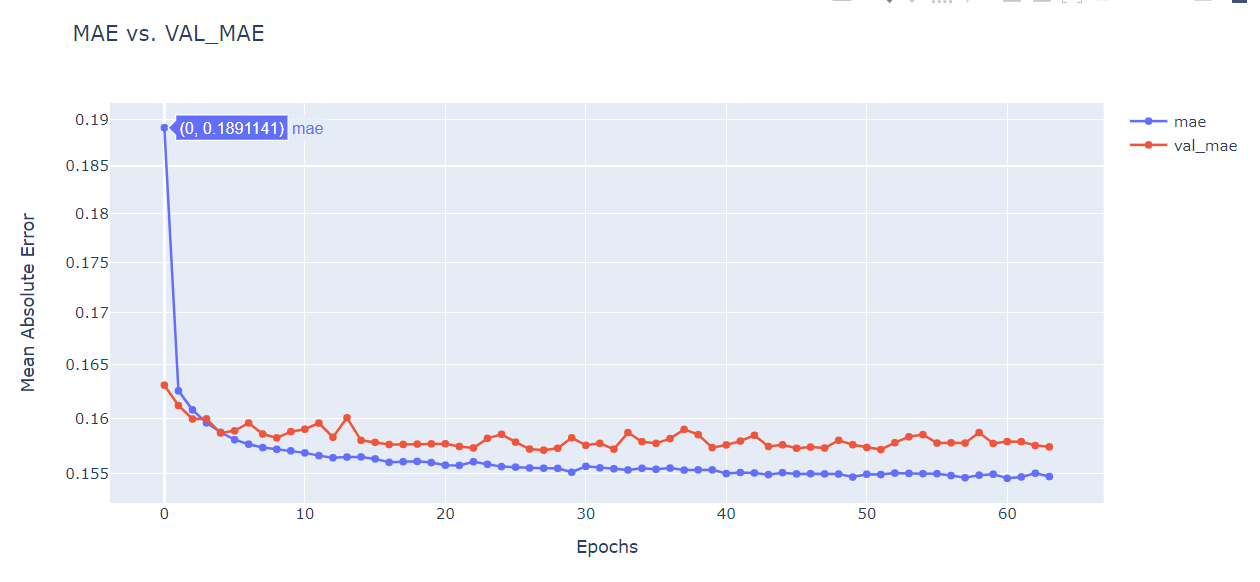 MAE vs. VAL_MAE
(0, 0.1891141) mae
mae
val_mae
Mean Absolute Error
0.19
0.185
0.18
0.175
0.17
0.165
0.16
0.155
0 10 20 30 40 50 60
Epochs